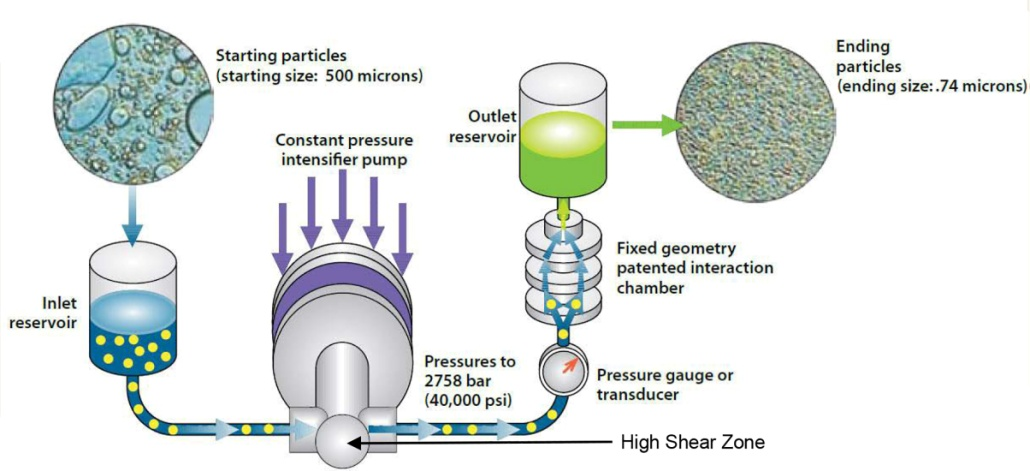 Starting particles
(starting size: 500 microns)
Ending
particles
(ending size:.74 microns)
Outlet
reservoir
Constant pressure
intensifier pump
Fixed geometry
patented interaction
chamber
Inlet
reservoir
Pressures to
2758 bar
(40,000 psi)
Pressure gauge or
transducer
High Shear Zone